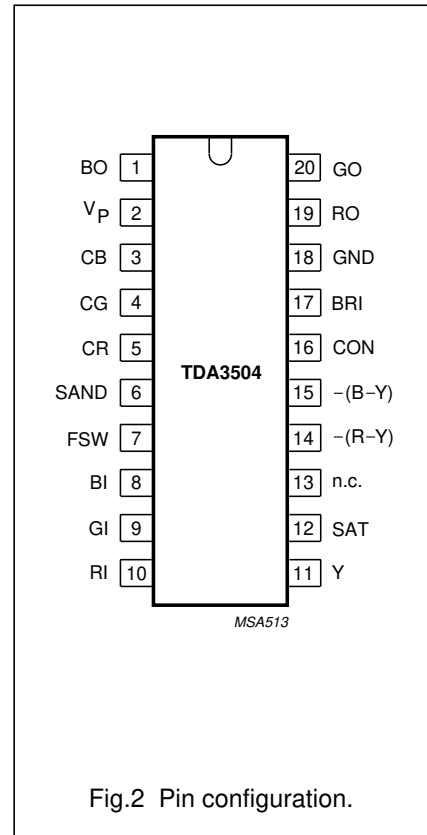 BO 1 20 GO
VP 2 19 RO
CB 3 18 GND
CG 4 17 BRI
CR 5 16 CON
TDA3504
SAND 6 15 −(B−Y)
FSW 7 14 −(R−Y)
BI 8 13 n.c.
GI 9 12 SAT
RI 10 11 Y
MSA513
Fig.2 Pin configuration.